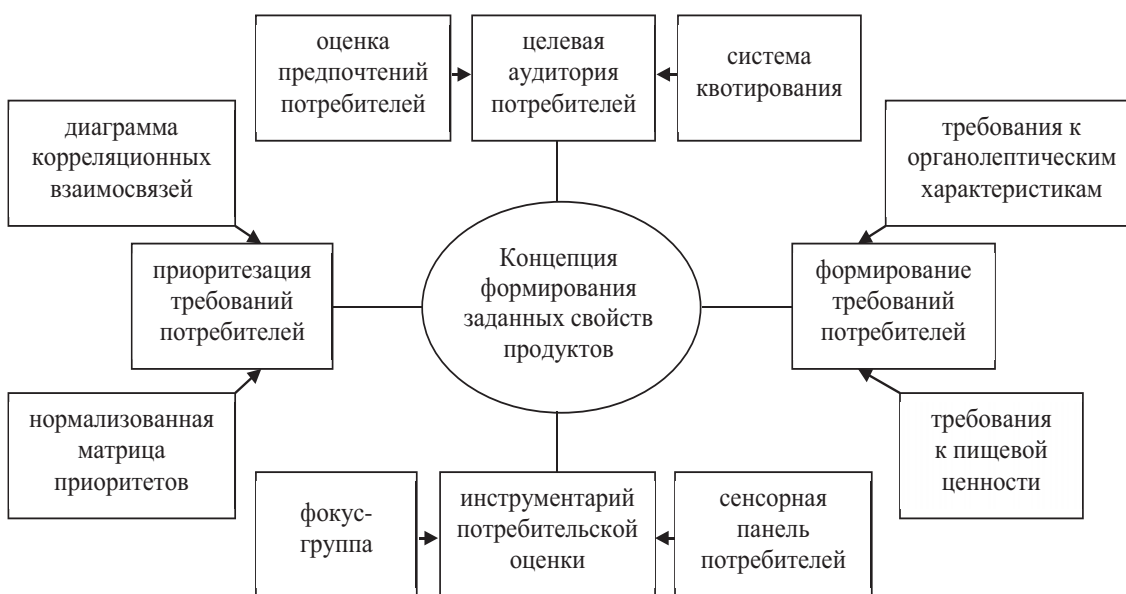 оценка
предпочтений
потребителей
целевая
аудитория
потребителей
система
квотирования
диаграмма
корреляционных
взаимосвязей
требования к
органолептическим
характеристикам
приоритезация
требований
потребителей
Концепция
формирования
заданных свойств
продуктов
формирование
требований
потребителей
нормализованная
матрица
приоритетов
требования
к пищевой
ценности
фокус-
группа
инструментарий
потребительской
оценки
сенсорная
панель
потребителей